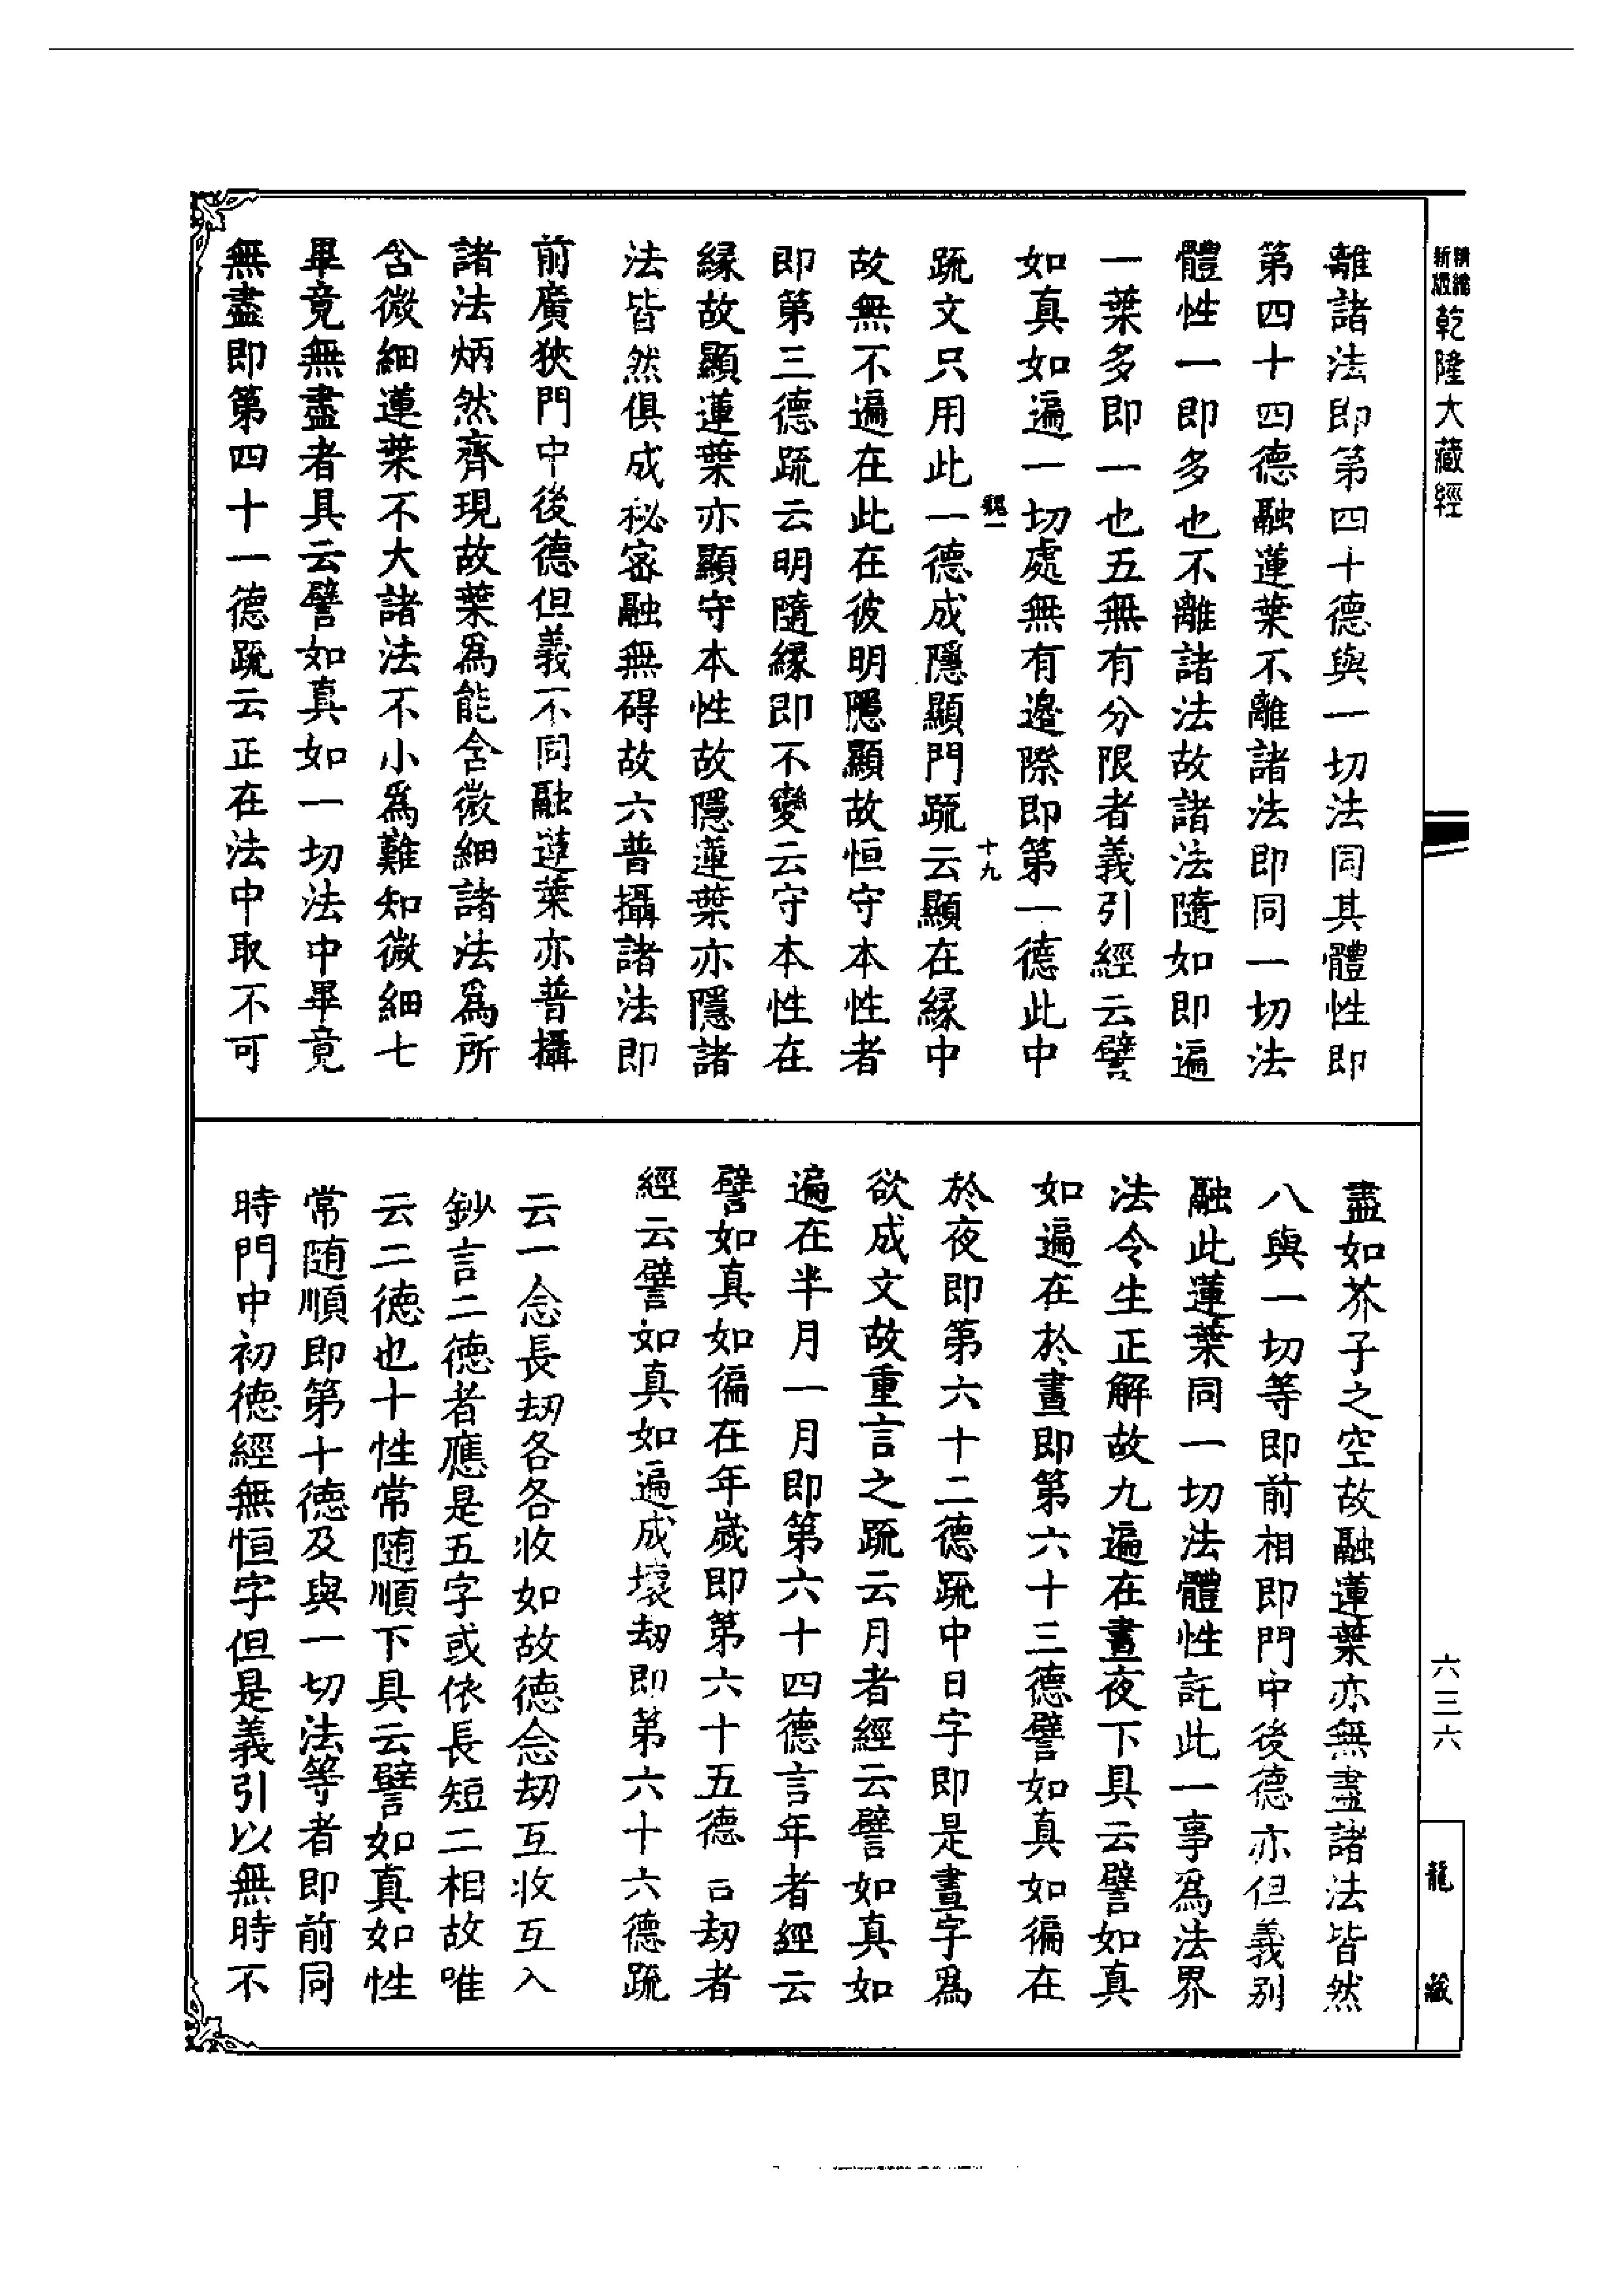 精縮
新版
乾隆大藏經
離諸法即第四十德與一切法同其體性即
第四十四德融蓮葉不離諸法即同一切法
體性一即多也不離諸法故諸法隨如即遍
一葉多即一也五無有分限者義引經云譬
如真如遍一切處無有邊際即第一德此中
魏一
十九
疏文只用此一德成隱顯門疏云顯在緣中
故無不遍在此在彼明隱顯故恒守本性者
即第三德疏云明隨緣即不變云守本性在
緣故顯蓮葉亦顯守本性故隱蓮葉亦隱諸
法皆然俱成秘密融無碍故六普攝諸法即
前廣狹門中後德但義不同融蓮葉亦普攝
諸法炳然齊現故葉為能含微細諸法為所
含微細蓮葉不大諸法不小為難知微細七
畢竟無盡者具云譬如真如一切法中畢竟
無盡即第四十一德疏云正在法中取不可
盡如芥子之空故融蓮葉亦無盡諸法皆然
八與一切等即前相即門中後德亦但義别
融此蓮葉同一切法體性託此一事為法界
法令生正解故九遍在晝夜下具云譬如真
如遍在於晝即第六十三德譬如真如徧在
於夜即第六十二德疏中日字即是晝字為
欲成文故重言之疏云月者經云譬如真如
遍在半月一月即第六十四德言年者經云
譬如真如徧在年歲即第六十五德云劫者
經云譬如真如遍成壞劫即第六十六德疏
云一念長劫各各收如故德念劫互收互入
鈔言二德者應是五字或依長短二相故唯
云二德也十性常隨順下具云譬如真如性
常隨順即第十德及與一切法等者即前同
時門中初德經無恒字但是義引以無時不
六三六
龍藏